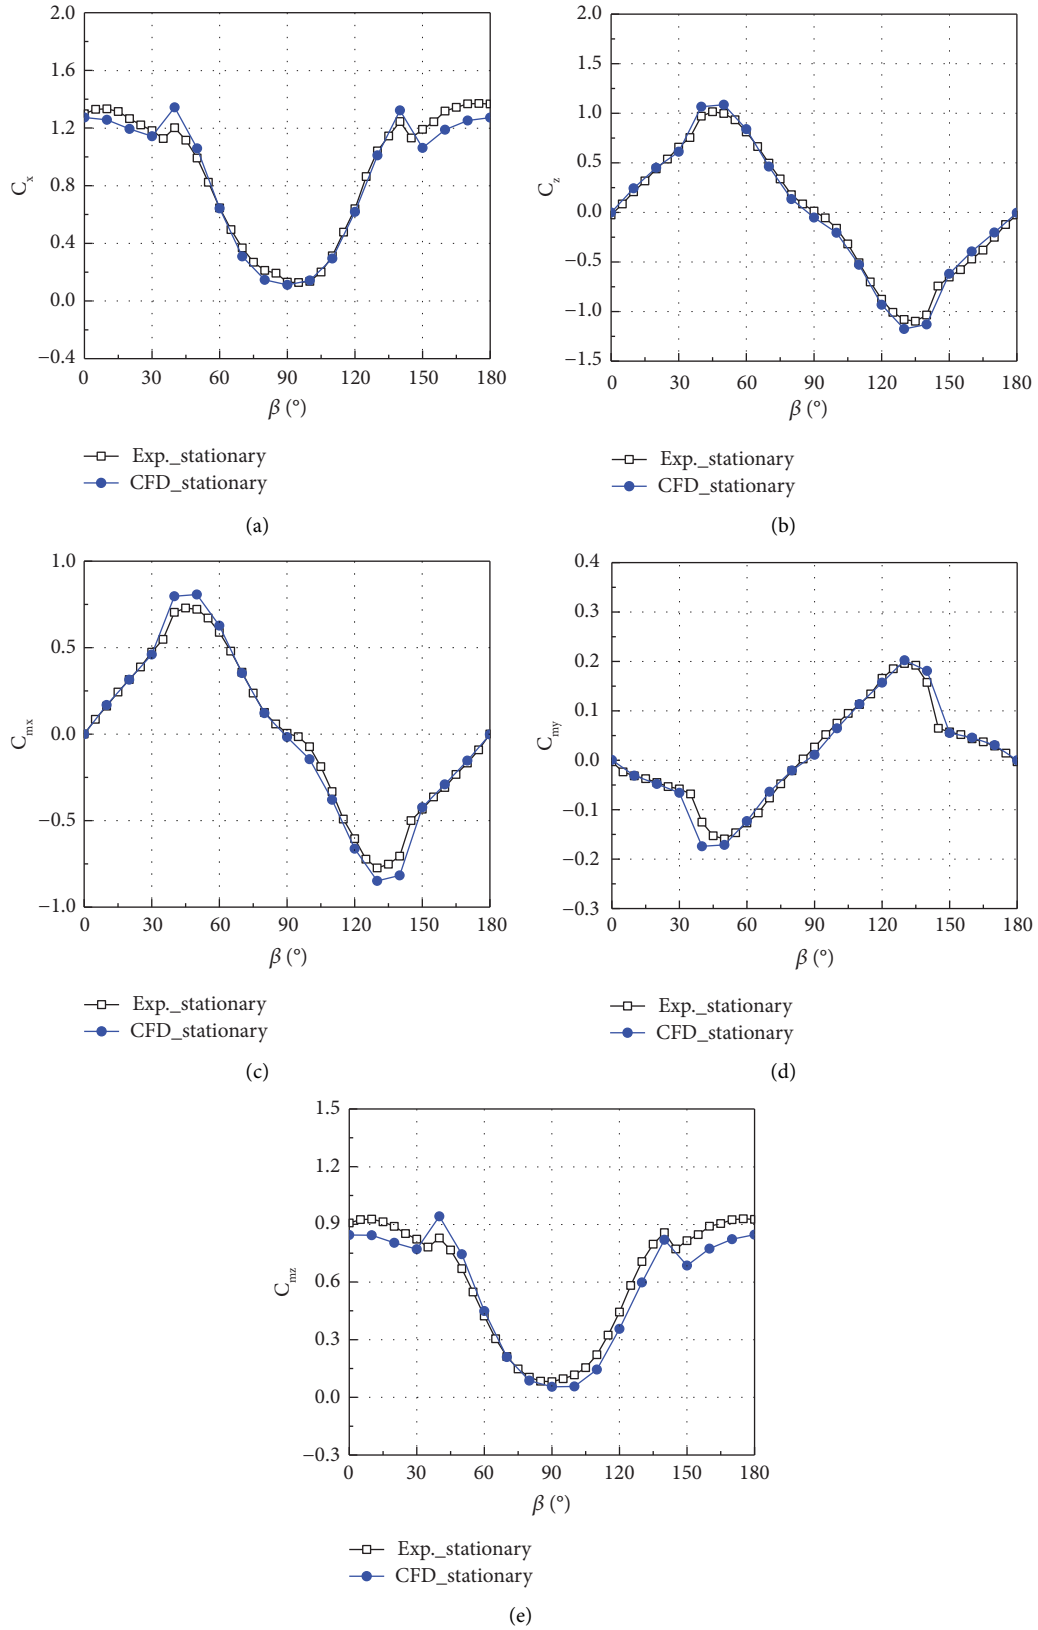 2.0
1.6
1.2
0.8
0.4
0.0
−0.4
C_x
0 30 60 90 120 150 180
β (°)
Exp._stationary
CFD_stationary
(a)
2.0
1.5
1.0
0.5
0.0
−0.5
−1.0
−1.5
C_z
0 30 60 90 120 150 180
β (°)
Exp._stationary
CFD_stationary
(b)
1.0
0.5
0.0
−0.5
−1.0
C_mx
0 30 60 90 120 150 180
β (°)
Exp._stationary
CFD_stationary
(c)
0.4
0.3
0.2
0.1
0.0
−0.1
−0.2
−0.3
C_my
0 30 60 90 120 150 180
β (°)
Exp._stationary
CFD_stationary
(d)
1.5
1.2
0.9
0.6
0.3
0.0
−0.3
C_mz
0 30 60 90 120 150 180
β (°)
Exp._stationary
CFD_stationary
(e)